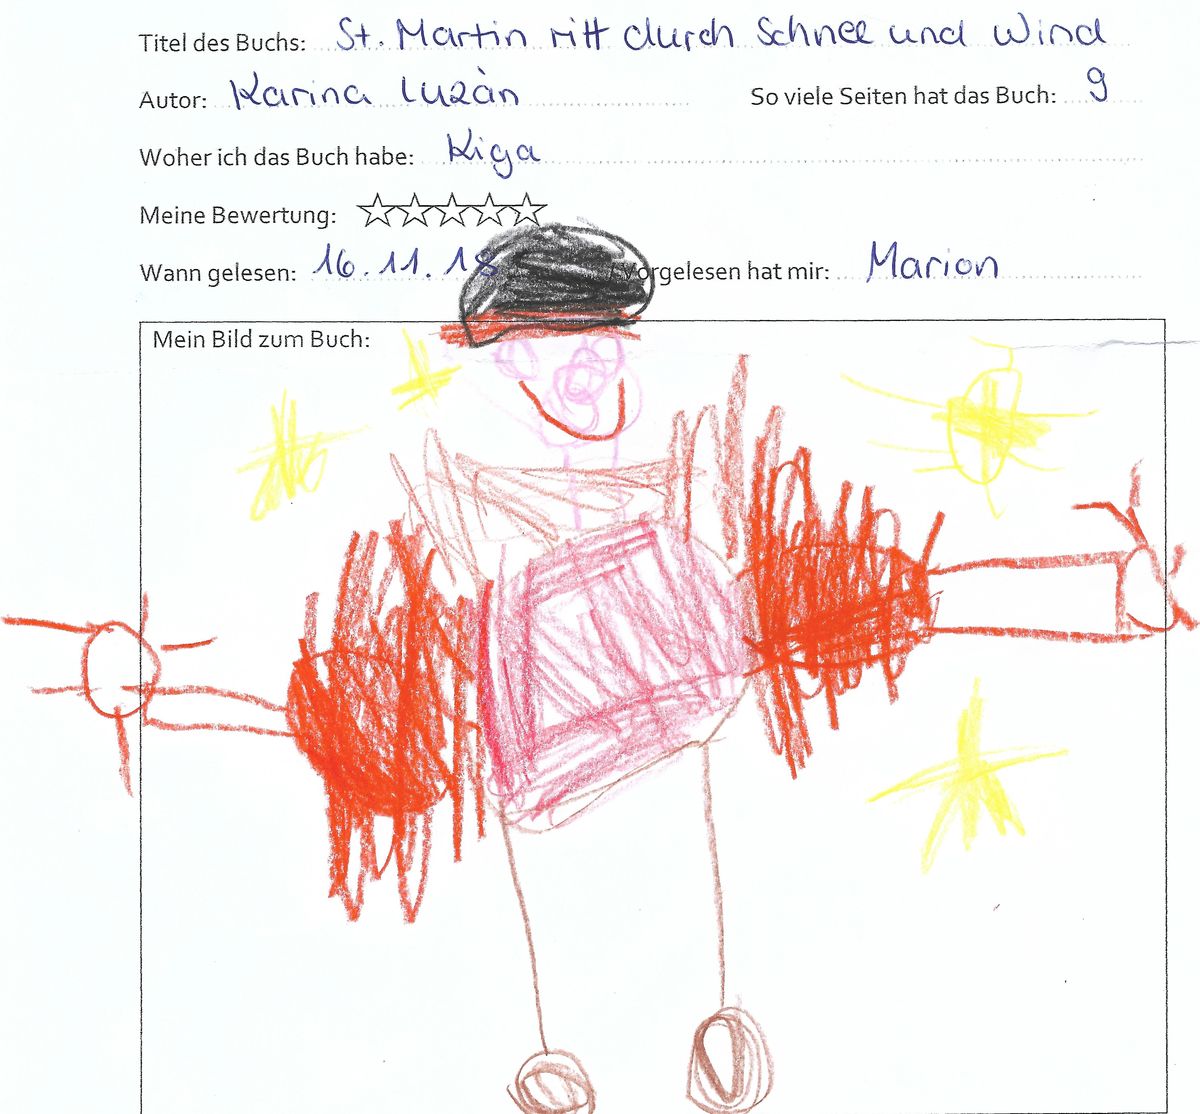 Titel des Buchs: St. Martin ritt durch Schnee und Wind
Autor: Karina Luzàn So viele Seiten hat das Buch: 9
Woher ich das Buch habe: Kiga
Meine Bewertung:
Wann gelesen: 16.11.18 Vorgelesen hat mir: Marion
Mein Bild zum Buch: